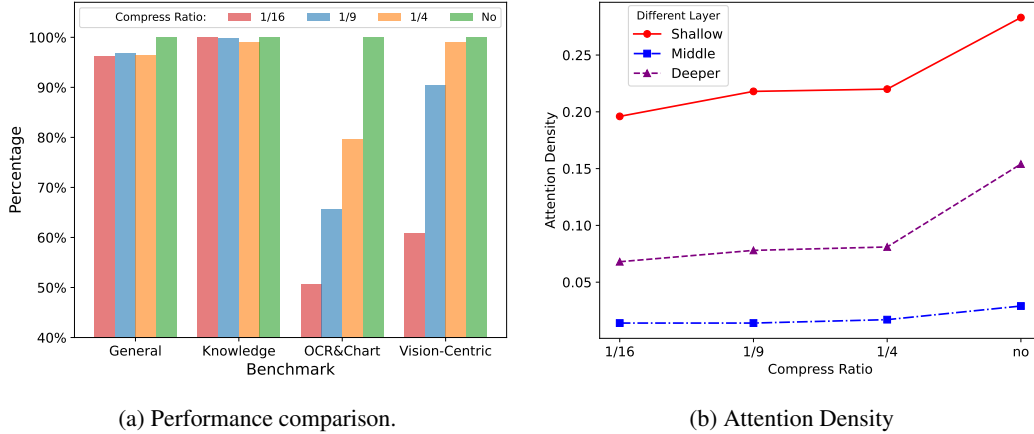 Compress Ratio: 1/16 1/9 1/4 No
100%
90%
80%
70%
60%
50%
40%
Percentage
General Knowledge OCR&Chart Vision-Centric
Benchmark
(a) Performance comparison.
Different Layer
Shallow
Middle
Deeper
0.25
0.20
0.15
0.10
0.05
Attention Density
1/16 1/9 1/4 no
Compress Ratio
(b) Attention Density